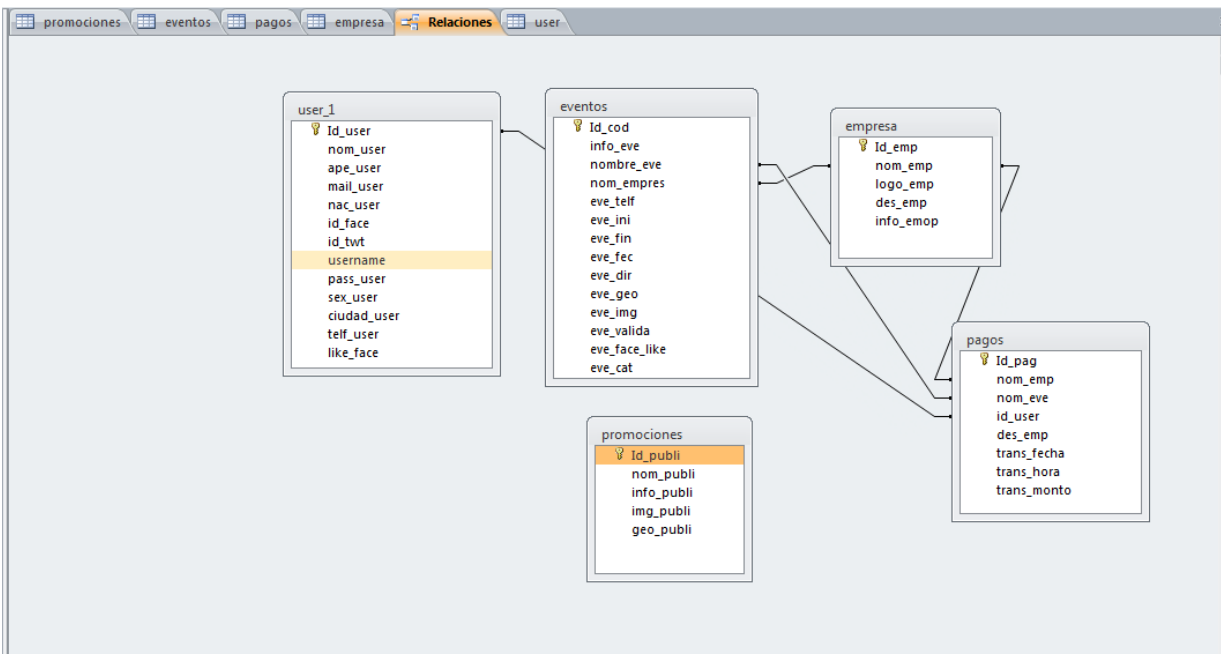 promociones
eventos
pagos
empresa
Relaciones
user
user_1
Id_user
nom_user
ape_user
mail_user
nac_user
id_face
id_twt
username
pass_user
sex_user
ciudad_user
telf_user
like_face
eventos
Id_cod
info_eve
nombre_eve
nom_empres
eve_telf
eve_ini
eve_fin
eve_fec
eve_dir
eve_geo
eve_img
eve_valida
eve_face_like
eve_cat
empresa
Id_emp
nom_emp
logo_emp
des_emp
info_emop
pagos
Id_pag
nom_emp
nom_eve
id_user
des_emp
trans_fecha
trans_hora
trans_monto
promociones
Id_publi
nom_publi
info_publi
img_publi
geo_publi